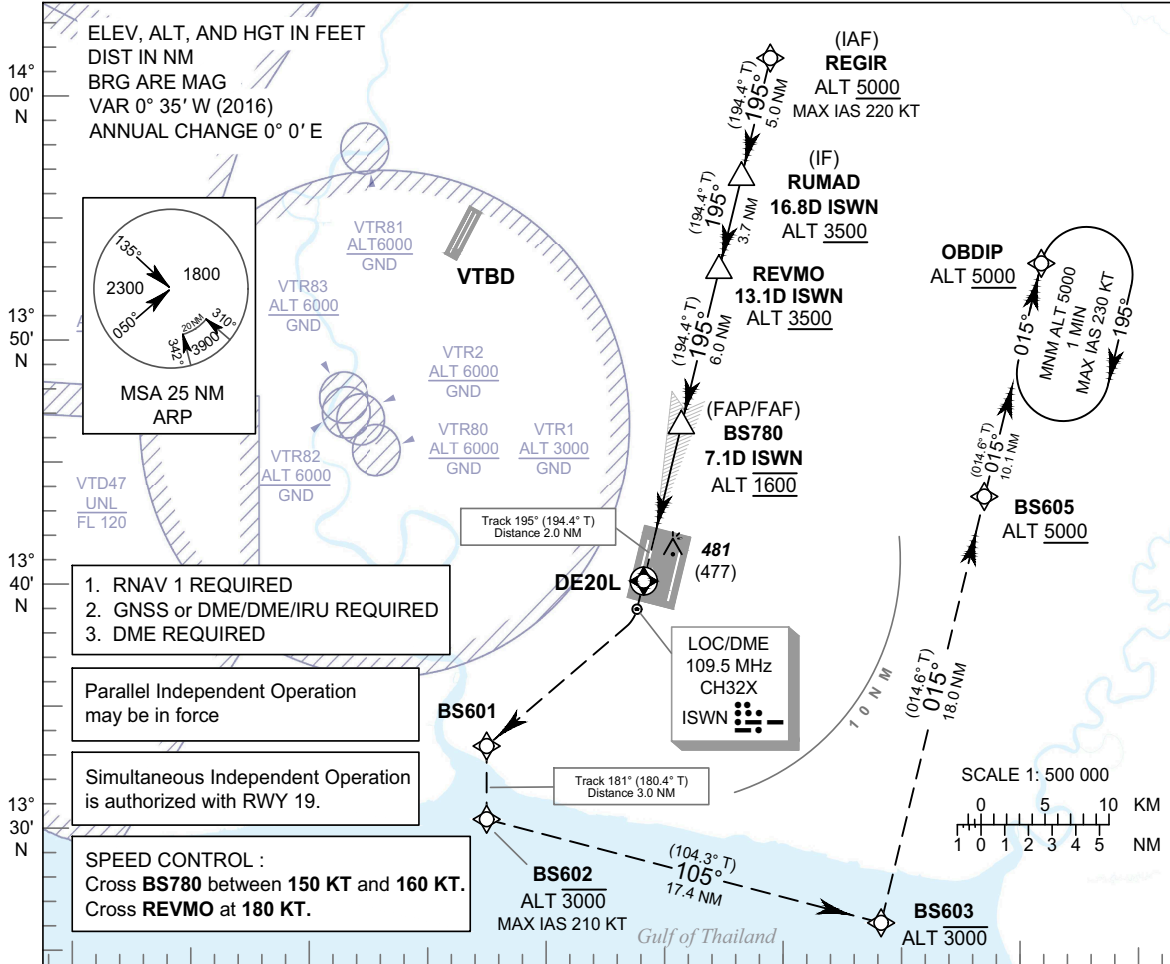 ELEV, ALT, AND HGT IN FEET
DIST IN NM
BRG ARE MAG
VAR 0° 35′ W (2016)
ANNUAL CHANGE 0° 0′ E
14°
00′
N
13°
50′
N
13°
40′
N
13°
30′
N
135°
1800
2300
050°
20 NM
310°
342°
3900
MSA 25 NM
ARP
VTR81
ALT6000
GND
VTBD
VTR83
ALT 6000
GND
VTR2
ALT 6000
GND
VTR80
ALT 6000
GND
VTR1
ALT 3000
GND
VTR82
ALT 6000
GND
VTD47
UNL
FL 120
(IAF)
REGIR
ALT 5000
MAX IAS 220 KT
(194.4° T)
195°
5.0 NM
(IF)
RUMAD
16.8D ISWN
ALT 3500
(194.4° T)
195°
3.7 NM
REVMO
13.1D ISWN
ALT 3500
(194.4° T)
195°
6.0 NM
(FAP/FAF)
BS780
7.1D ISWN
ALT 1600
Track 195° (194.4° T)
Distance 2.0 NM
481
(477)
DE20L
LOC/DME
109.5 MHz
CH32X
ISWN
OBDIP
ALT 5000
015°
MNM ALT 5000
1 MIN
MAX IAS 230 KT
195°
(014.6° T)
015°
10.1 NM
BS605
ALT 5000
(014.6° T)
015°
18.0 NM
10 NM
1. RNAV 1 REQUIRED
2. GNSS or DME/DME/IRU REQUIRED
3. DME REQUIRED
Parallel Independent Operation
may be in force
Simultaneous Independent Operation
is authorized with RWY 19.
SPEED CONTROL :
Cross BS780 between 150 KT and 160 KT.
Cross REVMO at 180 KT.
BS601
Track 181° (180.4° T)
Distance 3.0 NM
BS602
ALT 3000
MAX IAS 210 KT
(104.3° T)
105°
17.4 NM
BS603
ALT 3000
Gulf of Thailand
SCALE 1: 500 000
0 5 10 KM
1 0 1 2 3 4 5 NM